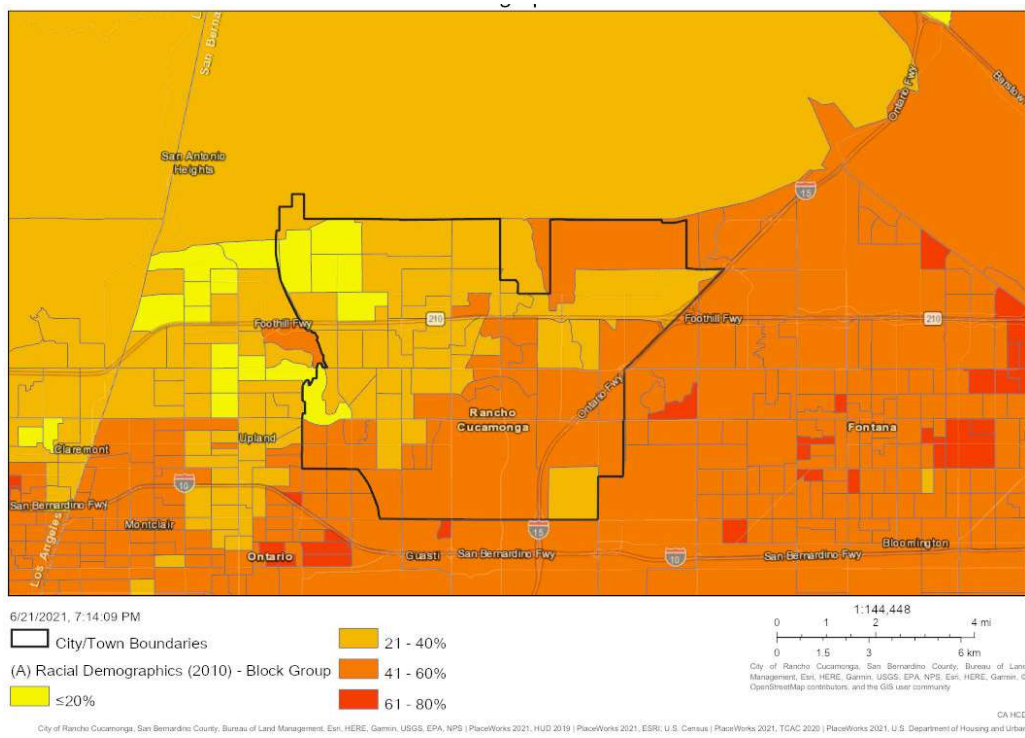 San Antonio
Heights
Ontario Fwy
Barstow
15
Foothill Fwy
210
Foothill Fwy
210
Ontario Fwy
Rancho
Cucamonga
Fontana
Claremont
Upland
10
San Bernardino Fwy
Montclair
Los Angeles
Ontario
Guasti
15
San Bernardino Fwy
10
San Bernardino Fwy
Bloomington
6/21/2021, 7:14:09 PM
City/Town Boundaries
(A) Racial Demographics (2010) - Block Group
≤20%
21 - 40%
41 - 60%
61 - 80%
1:144,448
0 1 2 4 mi
0 1.5 3 6 km
City of Rancho Cucamonga, San Bernardino County, Bureau of Land
Management, Esri, HERE, Garmin, USGS, EPA, NPS, Esri, HERE, Garmin, ©
OpenStreetMap contributors, and the GIS user community
CA HCD
City of Rancho Cucamonga, San Bernardino County, Bureau of Land Management, Esri, HERE, Garmin, USGS, EPA, NPS | PlaceWorks 2021, HUD 2019 | PlaceWorks 2021, ESRI, U.S. Census | PlaceWorks 2021, TCAC 2020 | PlaceWorks 2021, U.S. Department of Housing and Urban